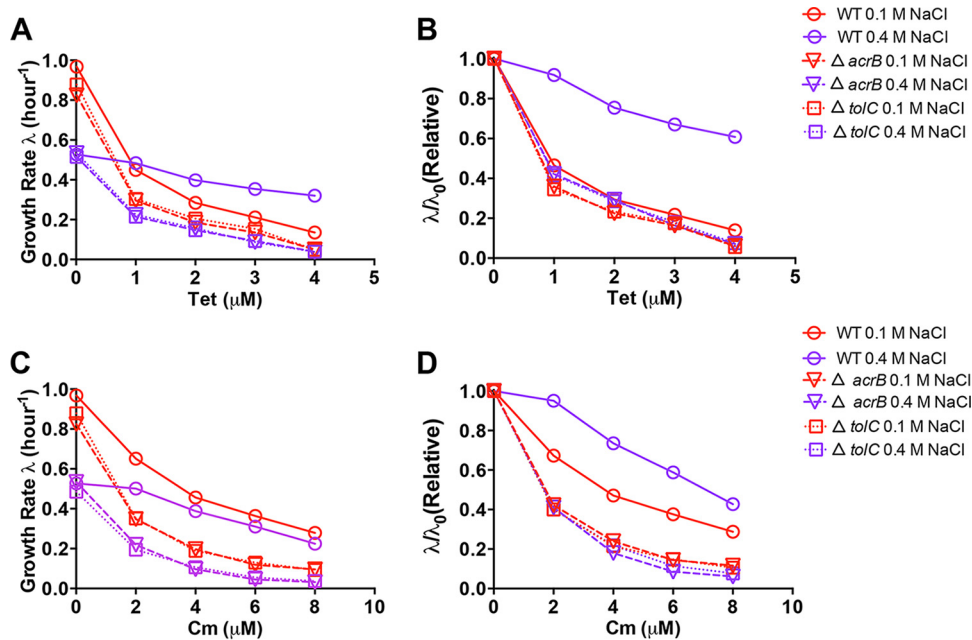 A
Growth Rate λ (hour-1)
1.0
0.8
0.6
0.4
0.2
0.0
0 1 2 3 4 5
Tet (μM)
B
λ/λ0(Relative)
1.0
0.8
0.6
0.4
0.2
0.0
0 1 2 3 4 5
Tet (μM)
WT 0.1 M NaCl
WT 0.4 M NaCl
Δ acrB 0.1 M NaCl
Δ acrB 0.4 M NaCl
Δ tolC 0.1 M NaCl
Δ tolC 0.4 M NaCl
C
Growth Rate λ (hour-1)
1.0
0.8
0.6
0.4
0.2
0.0
0 2 4 6 8 10
Cm (μM)
D
λ/λ0(Relative)
1.0
0.8
0.6
0.4
0.2
0.0
0 2 4 6 8 10
Cm (μM)
WT 0.1 M NaCl
WT 0.4 M NaCl
Δ acrB 0.1 M NaCl
Δ acrB 0.4 M NaCl
Δ tolC 0.1 M NaCl
Δ tolC 0.4 M NaCl